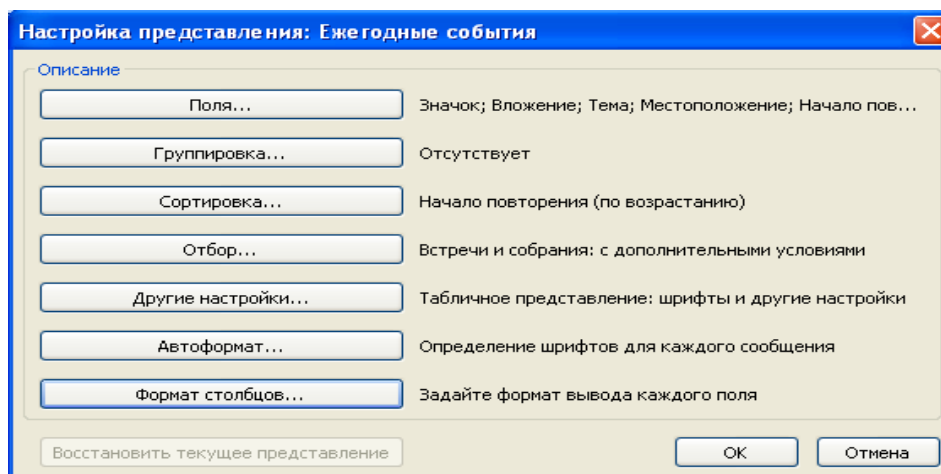 Настройка представления: Ежегодные события
Описание
Поля... Значок; Вложение; Тема; Местоположение; Начало пов...
Группировка... Отсутствует
Сортировка... Начало повторения (по возрастанию)
Отбор... Встречи и собрания: с дополнительными условиями
Другие настройки... Табличное представление: шрифты и другие настройки
Автоформат... Определение шрифтов для каждого сообщения
Формат столбцов... Задайте формат вывода каждого поля
Восстановить текущее представление ОК Отмена